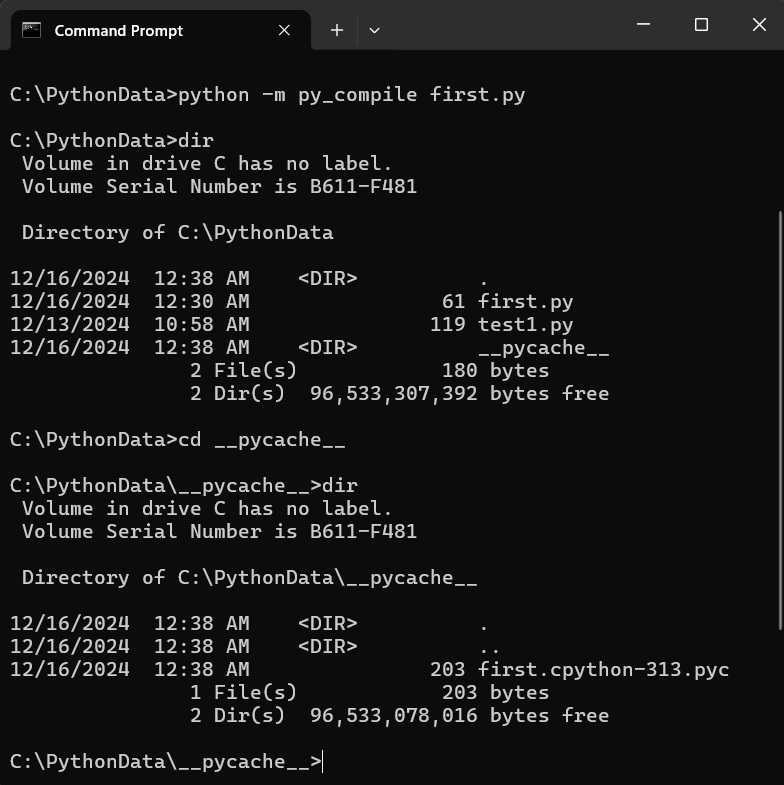 Command Prompt
C:\PythonData>python -m py_compile first.py
C:\PythonData>dir
 Volume in drive C has no label.
 Volume Serial Number is B611-F481
 Directory of C:\PythonData
12/16/2024  12:38 AM    <DIR>          .
12/16/2024  12:30 AM                61 first.py
12/13/2024  10:58 AM               119 test1.py
12/16/2024  12:38 AM    <DIR>          __pycache__
               2 File(s)            180 bytes
               2 Dir(s)  96,533,307,392 bytes free
C:\PythonData>cd __pycache__
C:\PythonData\__pycache__>dir
 Volume in drive C has no label.
 Volume Serial Number is B611-F481
 Directory of C:\PythonData\__pycache__
12/16/2024  12:38 AM    <DIR>          .
12/16/2024  12:38 AM    <DIR>          ..
12/16/2024  12:38 AM               203 first.cpython-313.pyc
               1 File(s)            203 bytes
               2 Dir(s)  96,533,078,016 bytes free
C:\PythonData\__pycache__>